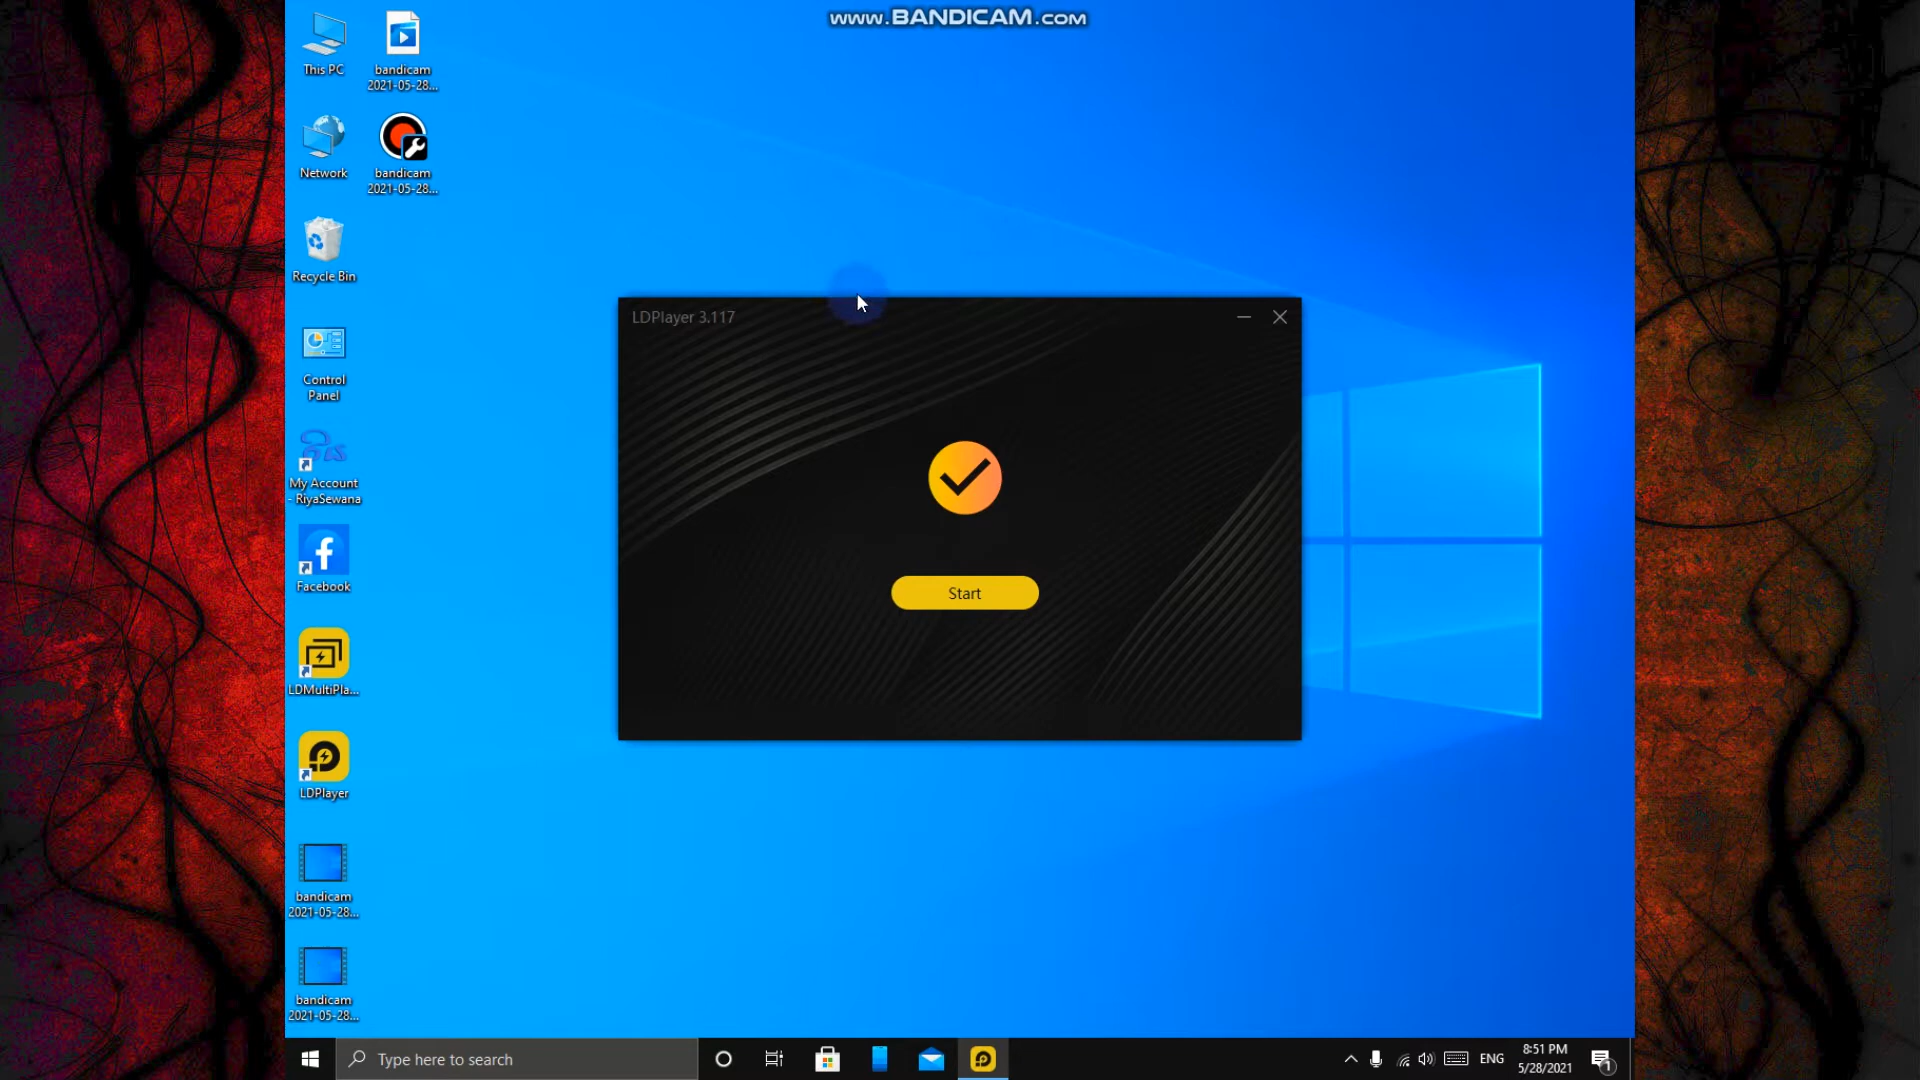 www.BANDICAM.com
This PC
bandicam
2021-05-28...
Network
bandicam
2021-05-28...
Recycle Bin
Control
Panel
My Account
- RiyaSewana
Facebook
LDMultiPla...
LDPlayer
bandicam
2021-05-28...
bandicam
2021-05-28...
LDPlayer 3.117
Start
Type here to search
ENG
8:51 PM
5/28/2021
1